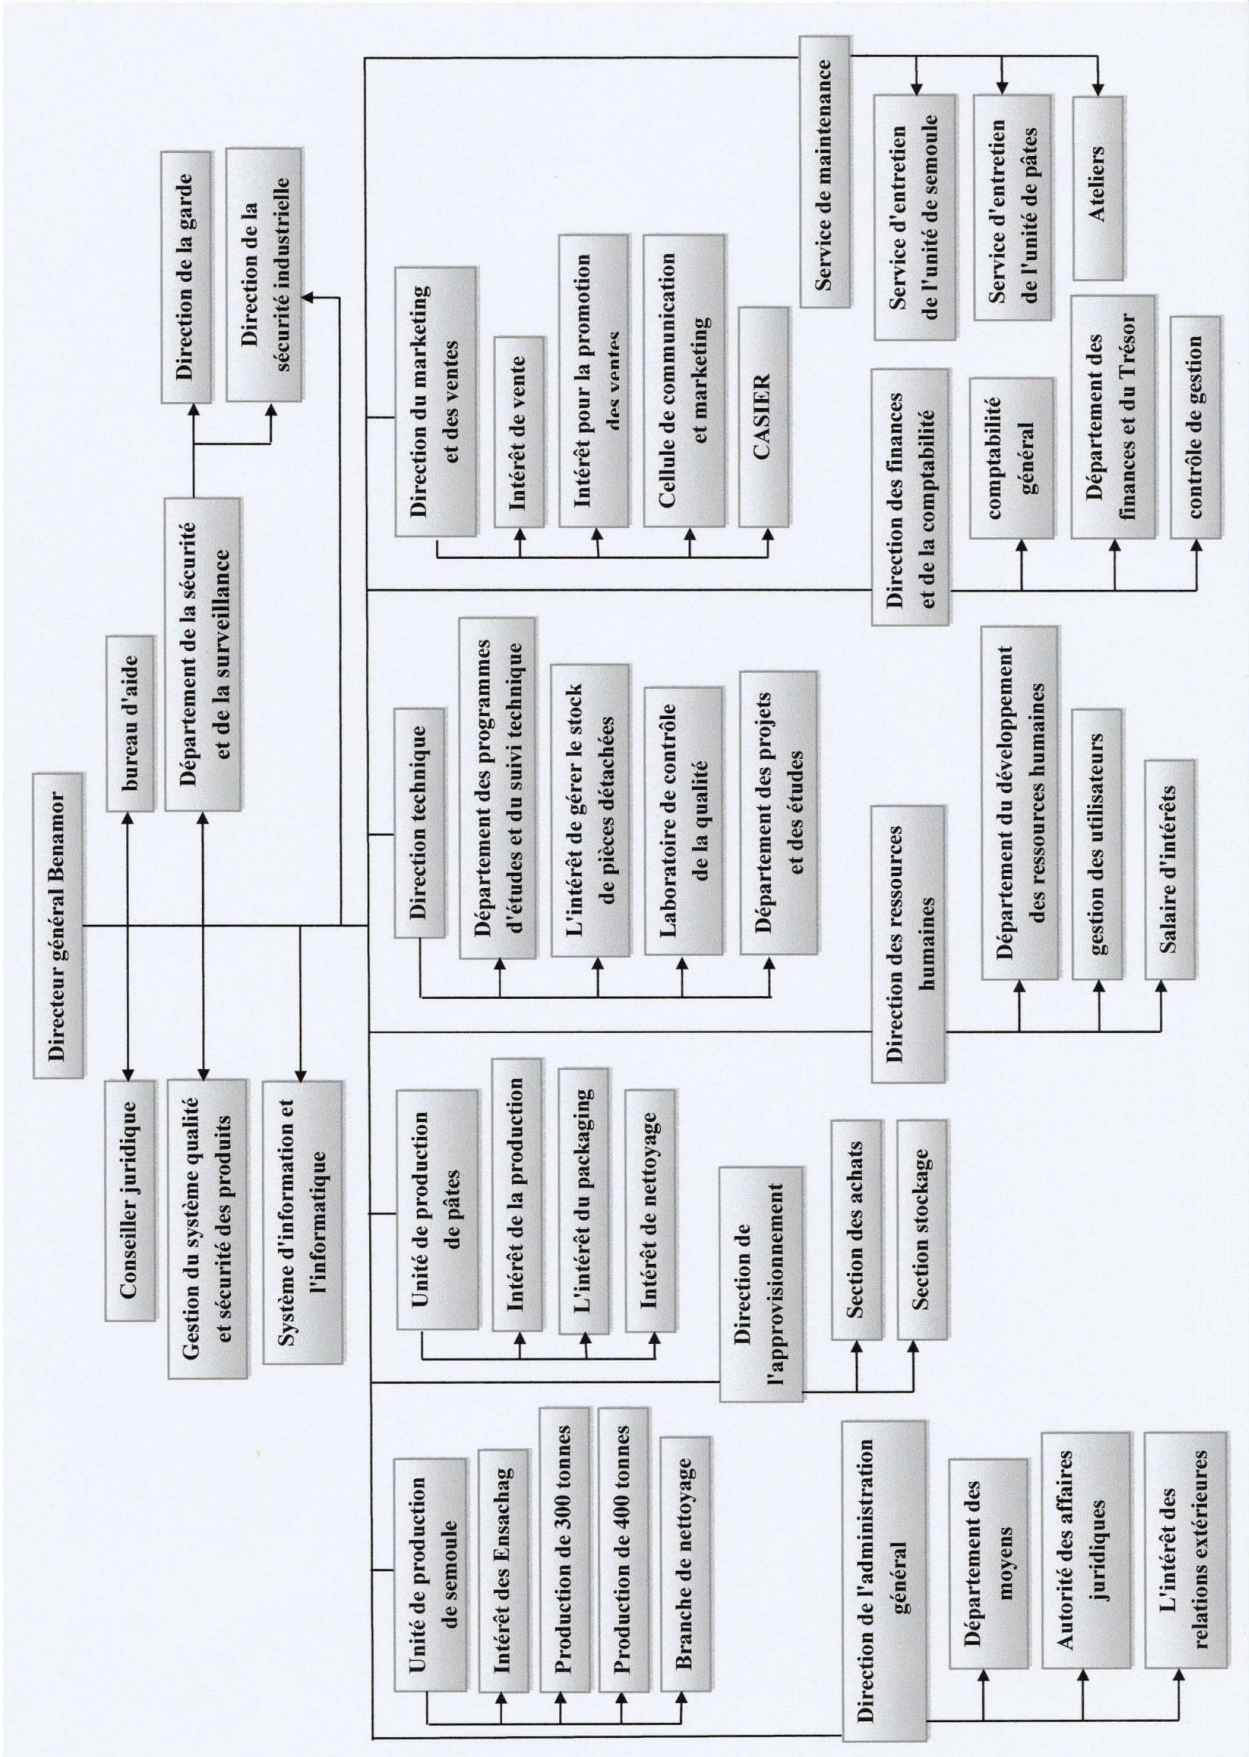 Directeur général Benamor
Conseiller juridique
bureau d'aide
Gestion du système qualité
et sécurité des produits
Département de la sécurité
et de la surveillance
Direction de la garde
Direction de la
sécurité industrielle
Système d'information et
l'informatique
Unité de production
de semoule
Intérêt des Ensachag
Production de 300 tonnes
Production de 400 tonnes
Branche de nettoyage
Unité de production
de pâtes
Intérêt de la production
L'intérêt du packaging
Intérêt de nettoyage
Direction technique
Département des programmes
d'études et du suivi technique
L'intérêt de gérer le stock
de pièces détachées
Laboratoire de contrôle
de la qualité
Département des projets
et des études
Direction du marketing
et des ventes
Intérêt de vente
Intérêt pour la promotion
des ventes
Cellule de communication
et marketing
CASIER
Direction de l'administration
général
Département des
moyens
Autorité des affaires
juridiques
L'intérêt des
relations extérieures
Direction de
l'approvisionnement
Section des achats
Section stockage
Direction des ressources
humaines
Département du développement
des ressources humaines
gestion des utilisateurs
Salaire d'intérêts
Direction des finances
et de la comptabilité
comptabilité
général
Département des
finances et du Trésor
contrôle de gestion
Service de maintenance
Service d'entretien
de l'unité de semoule
Service d'entretien
de l'unité de pâtes
Ateliers